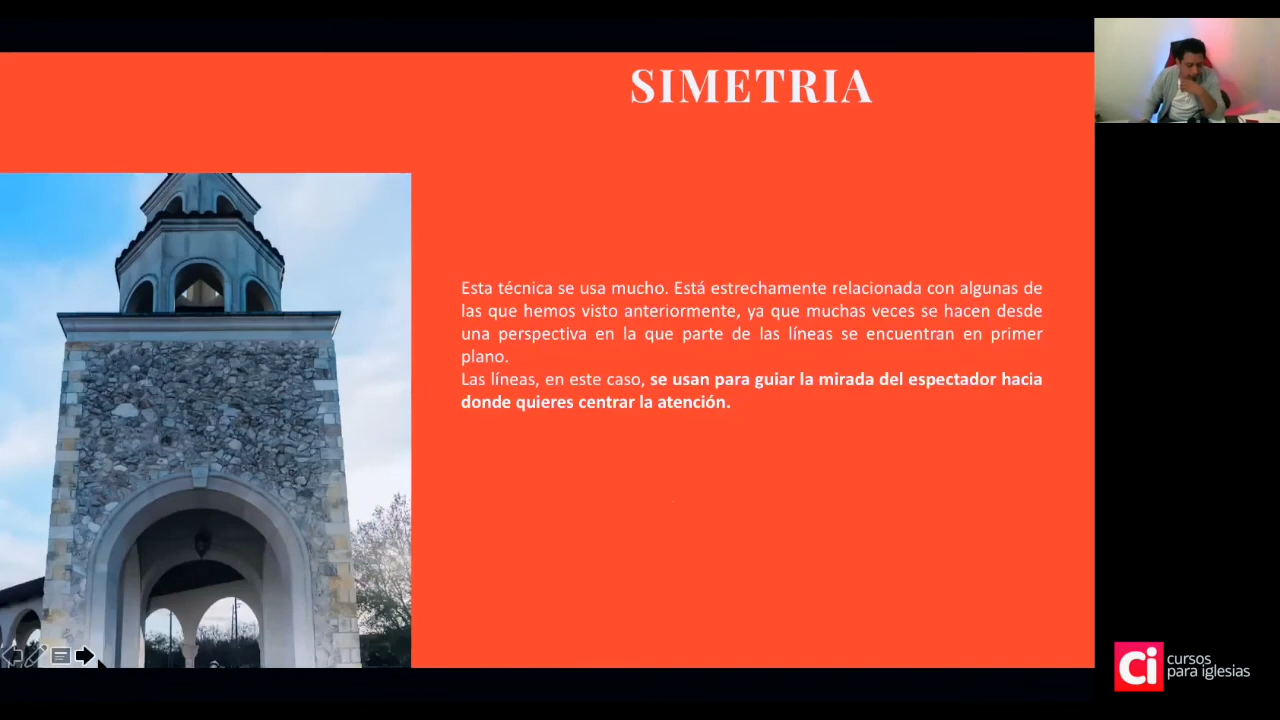 SIMETRIA
Esta técnica se usa mucho. Está estrechamente relacionada con algunas de
las que hemos visto anteriormente, ya que muchas veces se hacen desde
una perspectiva en la que parte de las líneas se encuentran en primer
plano.
Las líneas, en este caso, se usan para guiar la mirada del espectador hacia
donde quieres centrar la atención.
ci cursos
para iglesias